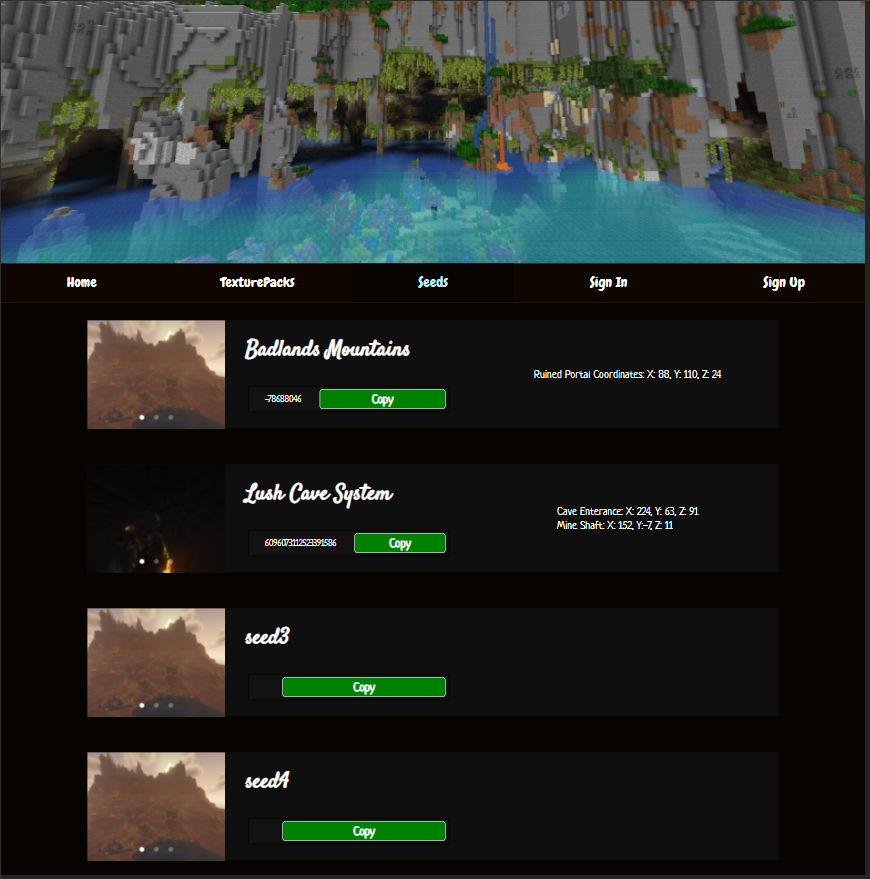 Home TexturePacks Seeds Sign In Sign Up
Badlands Mountains
Ruined Portal Coordinates: X: 88, Y: 110, Z: 24
-78688046 Copy
Lush Cave System
Cave Enterance: X: 224, Y: 63, Z: 91
Mine Shaft: X: 152, Y:-7, Z: 11
6096073112523391586 Copy
seed3
Copy
seed4
Copy